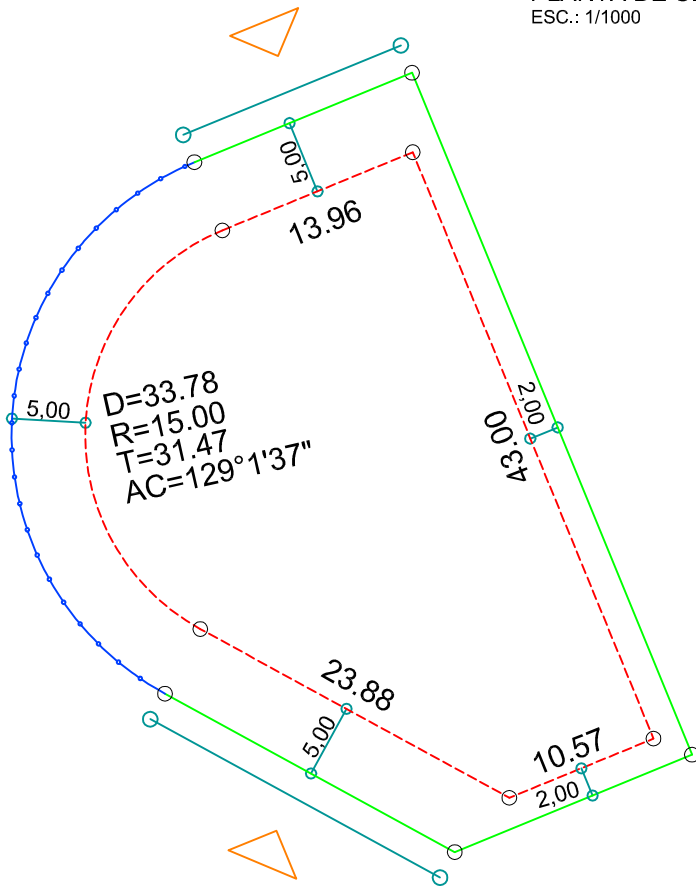 ESC.: 1/1000
5,00
13.96
D=33.78
R=15.00
T=31.47
AC=129°1'37"
5,00
2,00
43.00
23.88
5,00
10.57
2,00